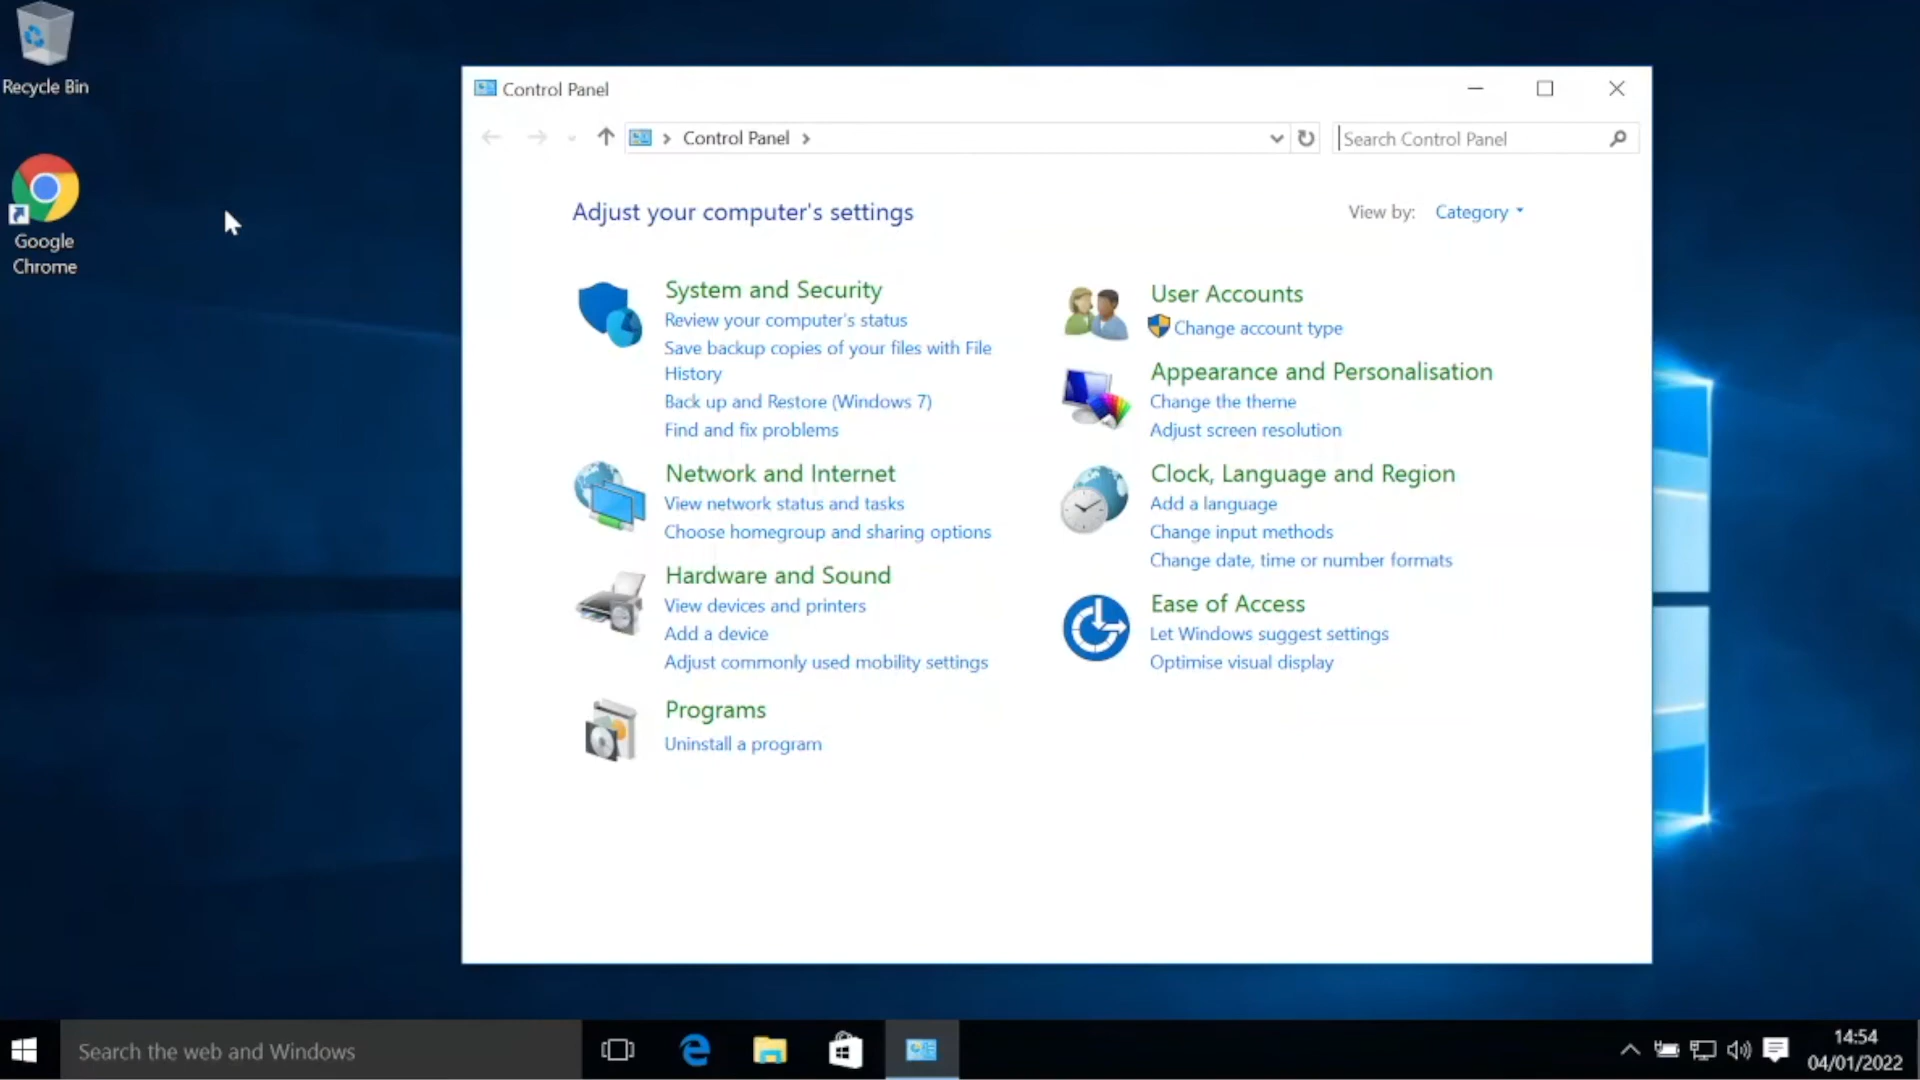 Recycle Bin
Google
Chrome
Control Panel
Control Panel
Search Control Panel
Adjust your computer's settings
View by: Category
System and Security
Review your computer's status
Save backup copies of your files with File
History
Back up and Restore (Windows 7)
Find and fix problems
Network and Internet
View network status and tasks
Choose homegroup and sharing options
Hardware and Sound
View devices and printers
Add a device
Adjust commonly used mobility settings
Programs
Uninstall a program
User Accounts
Change account type
Appearance and Personalisation
Change the theme
Adjust screen resolution
Clock, Language and Region
Add a language
Change input methods
Change date, time or number formats
Ease of Access
Let Windows suggest settings
Optimise visual display
Search the web and Windows
14:54
04/01/2022